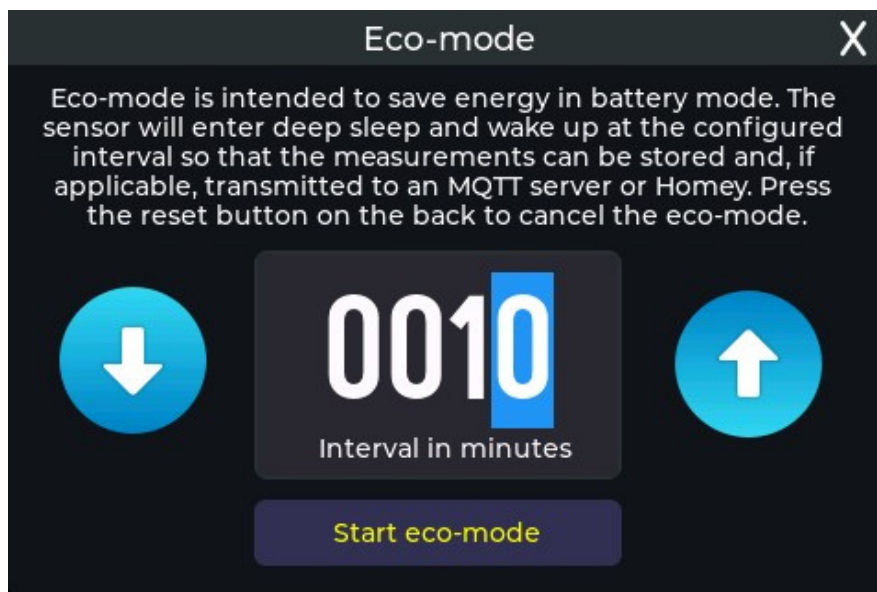 Eco-mode
X
Eco-mode is intended to save energy in battery mode. The
sensor will enter deep sleep and wake up at the configured
interval so that the measurements can be stored and, if
applicable, transmitted to an MQTT server or Homey. Press
the reset button on the back to cancel the eco-mode.
0010
Interval in minutes
Start eco-mode